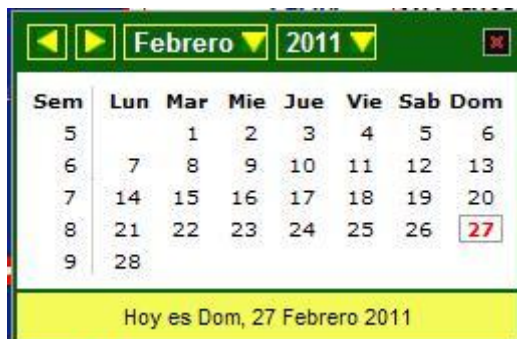 Febrero 2011
Sem Lun Mar Mie Jue Vie Sab Dom
5 1 2 3 4 5 6
6 7 8 9 10 11 12 13
7 14 15 16 17 18 19 20
8 21 22 23 24 25 26 27
9 28
Hoy es Dom, 27 Febrero 2011